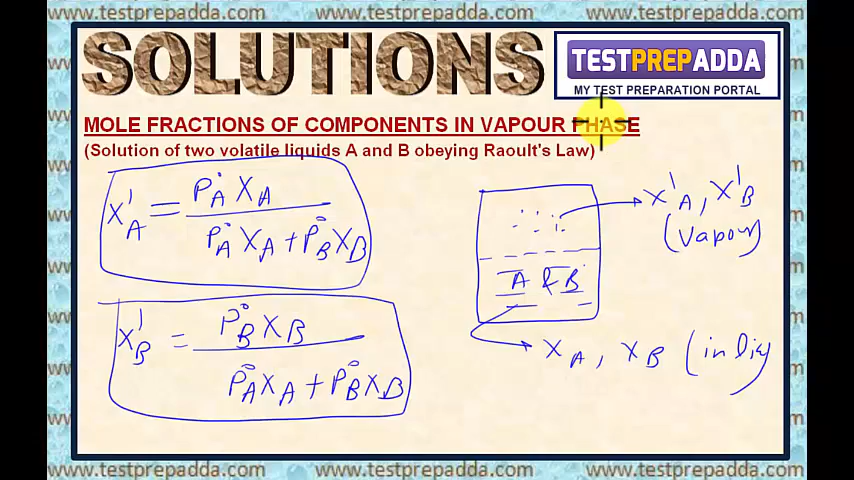 www.testprepadda.com www.testprepadda.com www.testprepadda.com
SOLUTIONS
TESTPREPADDA
MY TEST PREPARATION PORTAL
MOLE FRACTIONS OF COMPONENTS IN VAPOUR PHASE
(Solution of two volatile liquids A and B obeying Raoult's Law)
X'A = P°A XA / P°A XA + P°B XB
X'A, X'B
(Vapour)
A & B
X'B = P°B XB / P°A XA + P°B XB
XA, XB (in liq
www.testprepadda.com www.testprepadda.com www.testprepadda.com